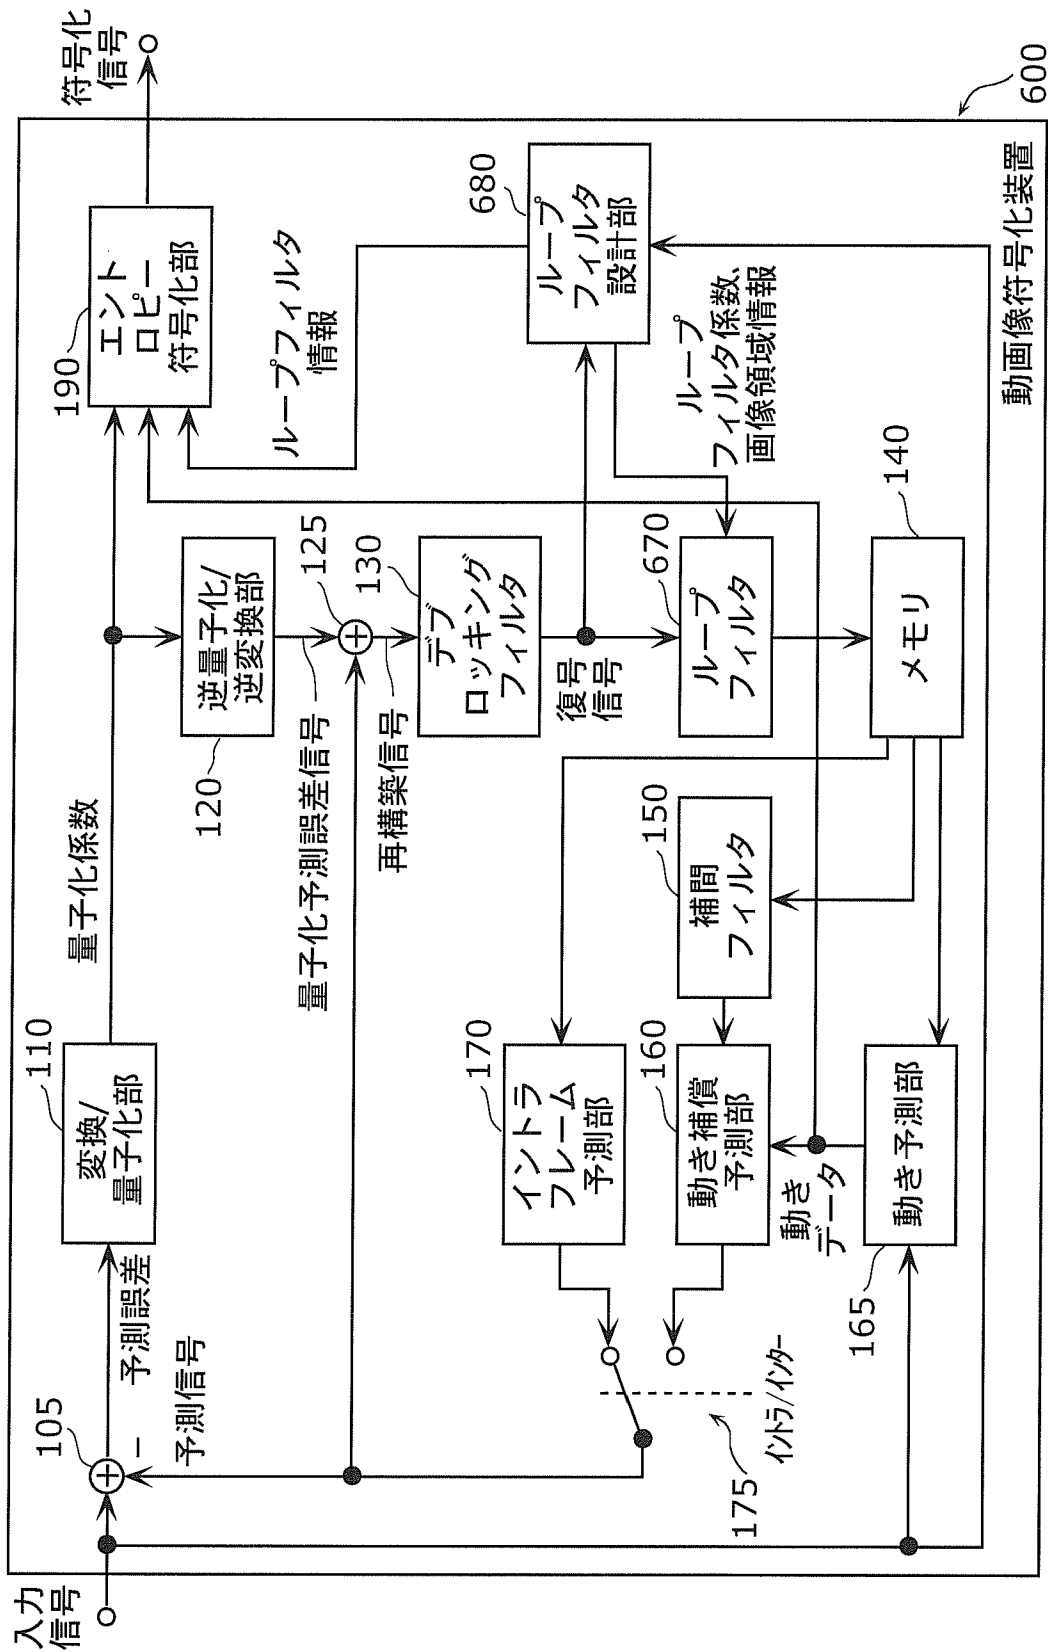 入力
信号
105
予測誤差
−
予測信号
110
変換/
量子化部
量子化係数
190
エント
ロピー
符号化部
符号化
信号
120
逆量子化/
逆変換部
量子化予測誤差信号
125
再構築信号
130
デブ
ロッキング
フィルタ
復号
信号
ループフィルタ
情報
680
ループ
フィルタ
設計部
ループ
フィルタ係数、
画像領域情報
670
ループ
フィルタ
140
メモリ
150
補間
フィルタ
160
動き補償
予測部
170
イントラ
フレーム
予測部
動き
データ
165
動き予測部
175
イントラ/インター
動画像符号化装置
600